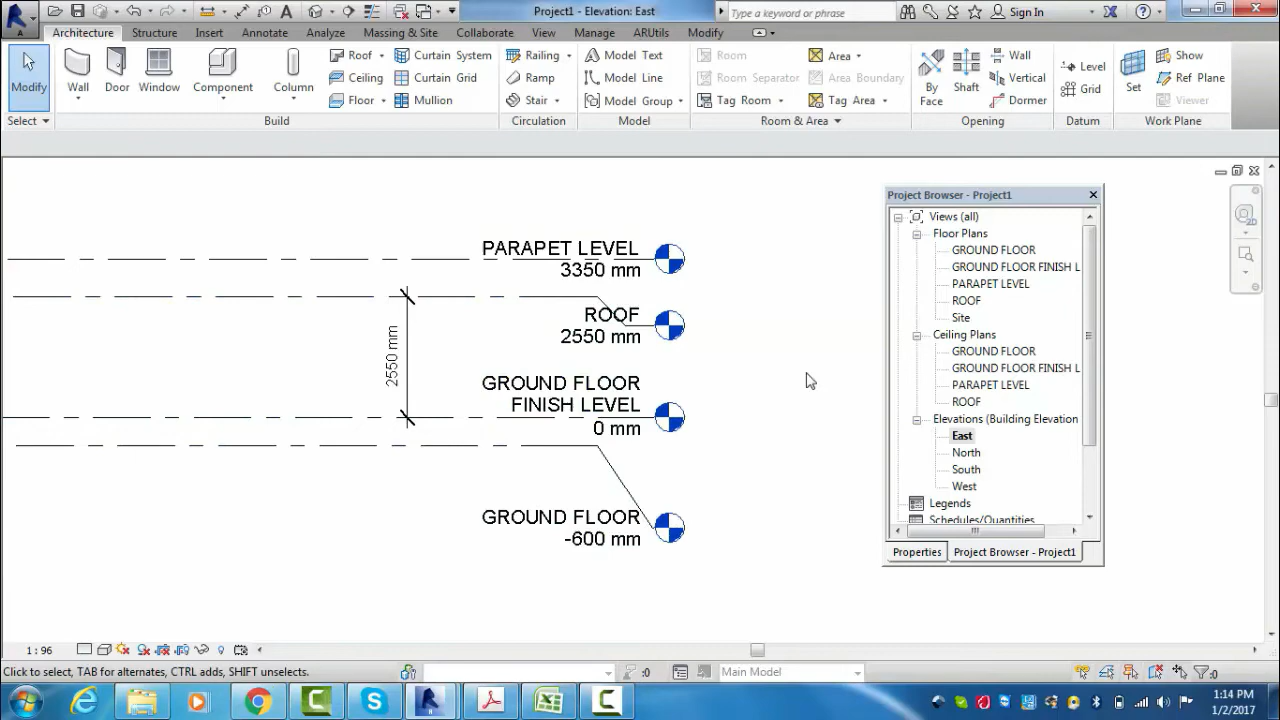 Project1 - Elevation: East
Type a keyword or phrase
Sign In
Architecture Structure Insert Annotate Analyze Massing & Site Collaborate View Manage ARUtils Modify
Modify
Wall
Door
Window
Component
Column
Roof
Ceiling
Floor
Curtain System
Curtain Grid
Mullion
Railing
Ramp
Stair
Model Text
Model Line
Model Group
Room
Room Separator
Tag Room
Area
Area Boundary
Tag Area
By
Face
Shaft
Wall
Vertical
Dormer
Level
Grid
Set
Show
Ref Plane
Viewer
Select Build Circulation Model Room & Area Opening Datum Work Plane
PARAPET LEVEL
3350 mm
ROOF
2550 mm
2550 mm
GROUND FLOOR
FINISH LEVEL
0 mm
GROUND FLOOR
-600 mm
Project Browser - Project1
Views (all)
Floor Plans
GROUND FLOOR
GROUND FLOOR FINISH L
PARAPET LEVEL
ROOF
Site
Ceiling Plans
GROUND FLOOR
GROUND FLOOR FINISH L
PARAPET LEVEL
ROOF
Elevations (Building Elevation
East
North
South
West
Legends
Schedules/Quantities
Properties Project Browser - Project1
1 : 96
Click to select, TAB for alternates, CTRL adds, SHIFT unselects.
:0
Main Model
:0
1:14 PM
1/2/2017